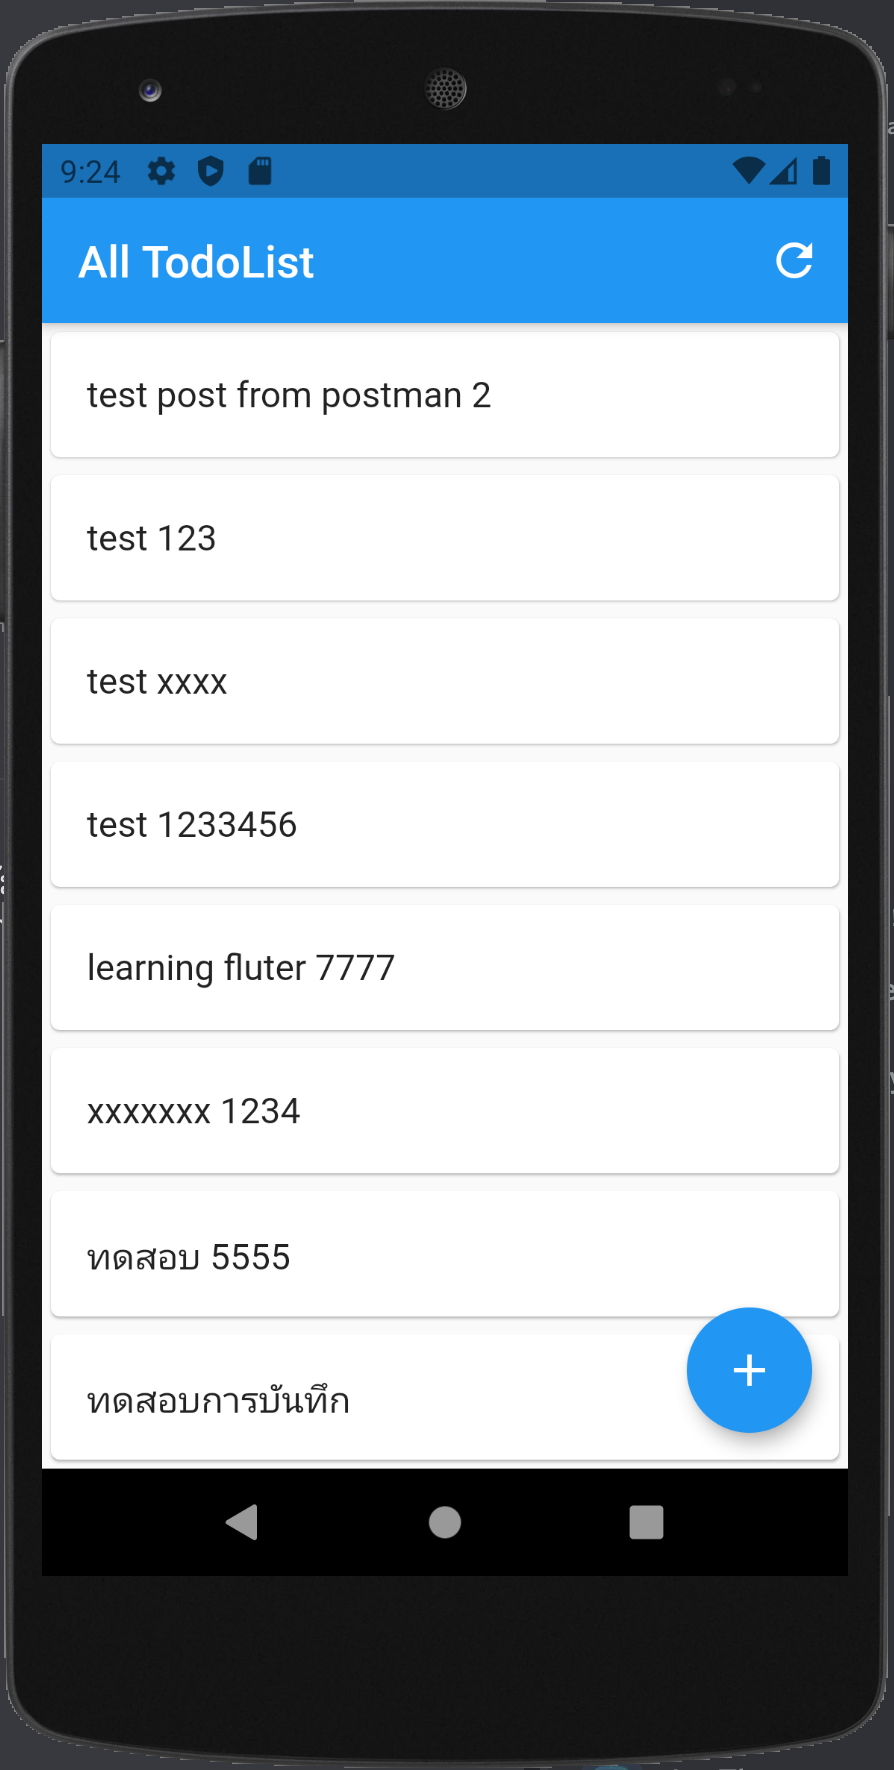 9:24
All TodoList
test post from postman 2
test 123
test xxxx
test 1233456
learning fluter 7777
xxxxxxx 1234
ทดสอบ 5555
ทดสอบการบันทึก